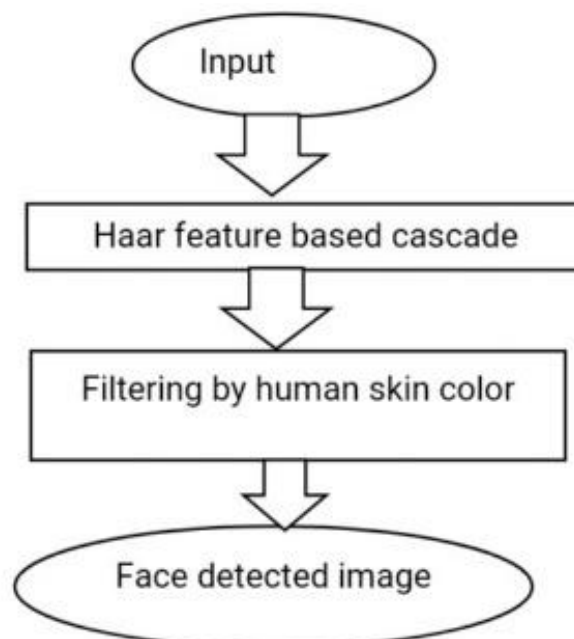 Input
Haar feature based cascade
Filtering by human skin color
Face detected image